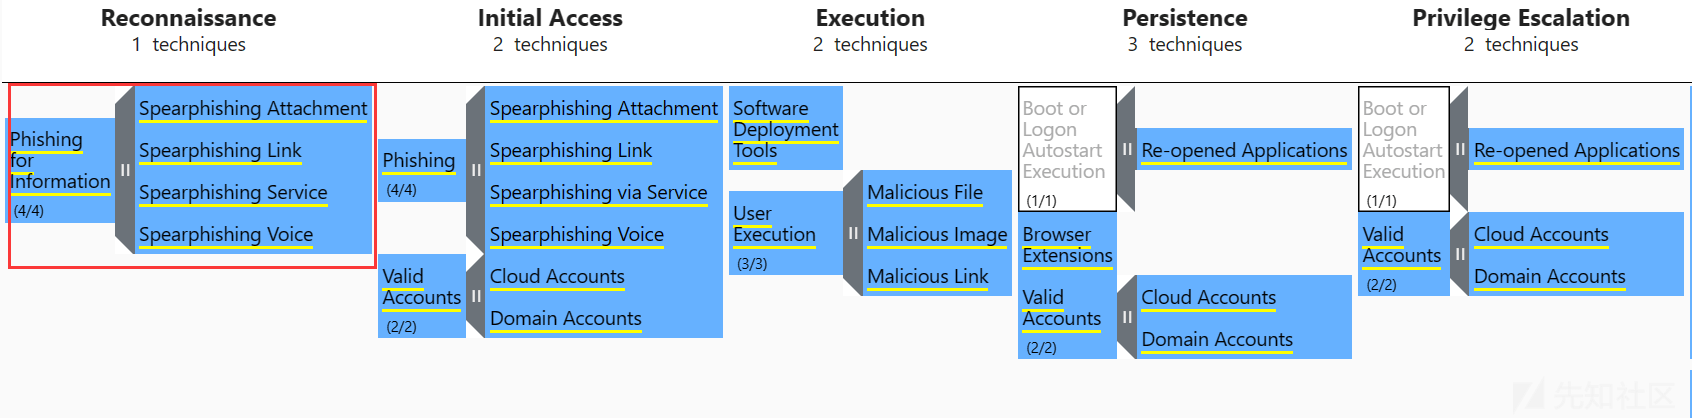 Reconnaissance
1 techniques
Phishing
for
Information
(4/4)
Spearphishing Attachment
Spearphishing Link
Spearphishing Service
Spearphishing Voice
Initial Access
2 techniques
Phishing
(4/4)
Spearphishing Attachment
Spearphishing Link
Spearphishing via Service
Spearphishing Voice
Valid
Accounts
(2/2)
Cloud Accounts
Domain Accounts
Execution
2 techniques
Software
Deployment
Tools
User
Execution
(3/3)
Malicious File
Malicious Image
Malicious Link
Persistence
3 techniques
Boot or
Logon
Autostart
Execution
(1/1)
Re-opened Applications
Browser
Extensions
Valid
Accounts
(2/2)
Cloud Accounts
Domain Accounts
Privilege Escalation
2 techniques
Boot or
Logon
Autostart
Execution
(1/1)
Re-opened Applications
Valid
Accounts
(2/2)
Cloud Accounts
Domain Accounts
先知社区